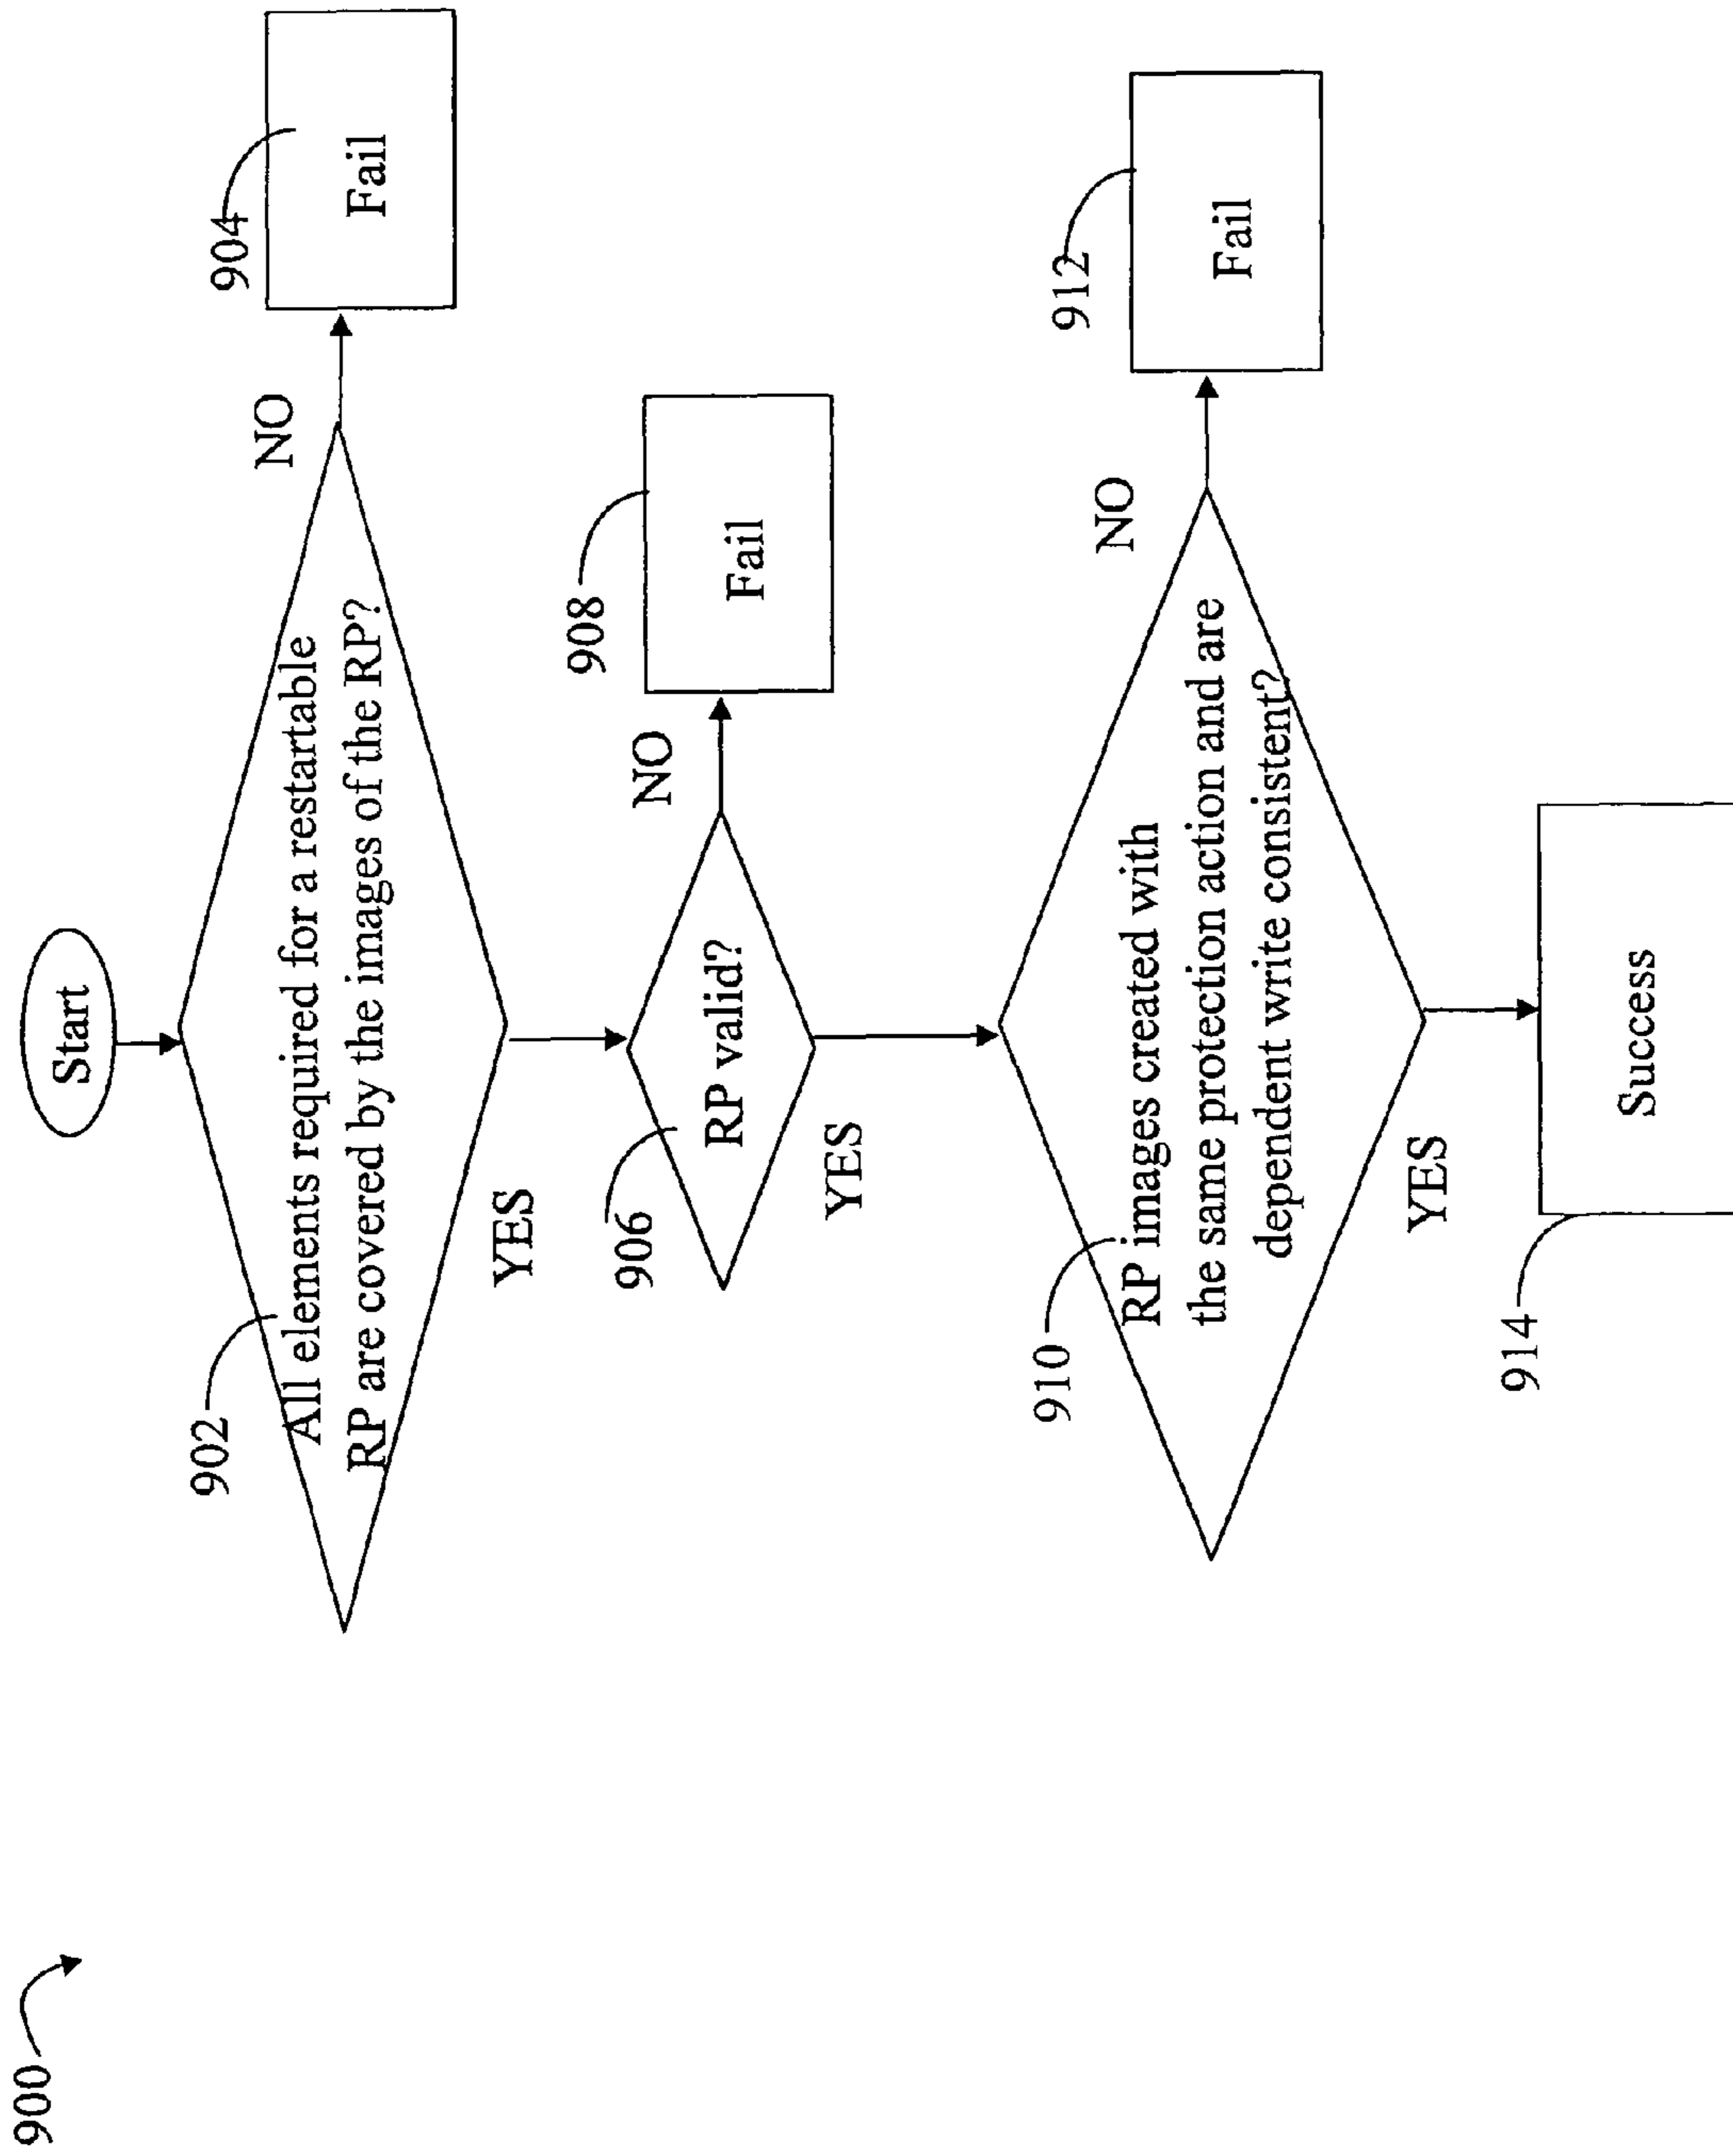 900
Start
902
All elements required for a restartable
RP are covered by the images of the RP?
NO
904
Fail
YES
906
RP valid?
NO
908
Fail
YES
910
RP images created with
the same protection action and are
dependent write consistent?
NO
912
Fail
YES
914
Success